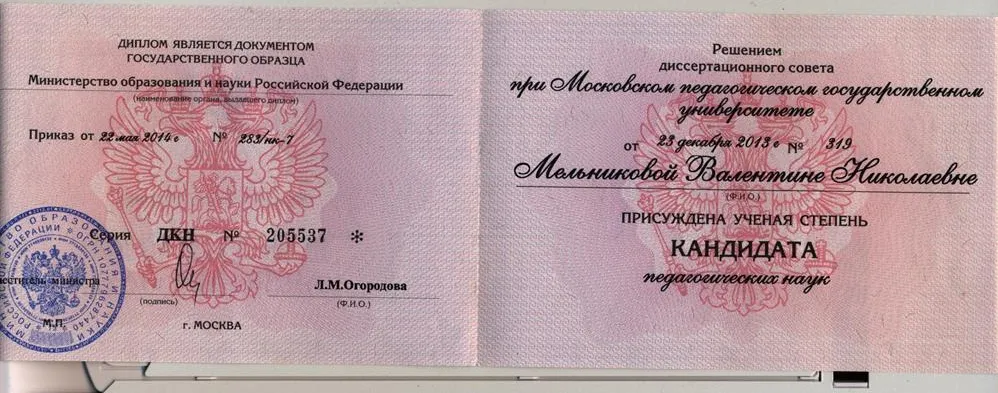 ДИПЛОМ ЯВЛЯЕТСЯ ДОКУМЕНТОМ
ГОСУДАРСТВЕННОГО ОБРАЗЦА
Министерство образования и науки Российской Федерации
(наименование органа, выдавшего диплом)
Приказ от 22 мая 2014 г № 283/нк-7
Серия ДКН № 205537 *
меститель министра
Л.М.Огородова
(подпись) (Ф.И.О.)
М.П.
г. МОСКВА
Решением
диссертационного совета
при Московском педагогическом государственном
университете
от 23 декабря 2013 г № 319
Мельниковой Валентине Николаевне
(Ф.И.О.)
ПРИСУЖДЕНА УЧЕНАЯ СТЕПЕНЬ
КАНДИДАТА
педагогических наук